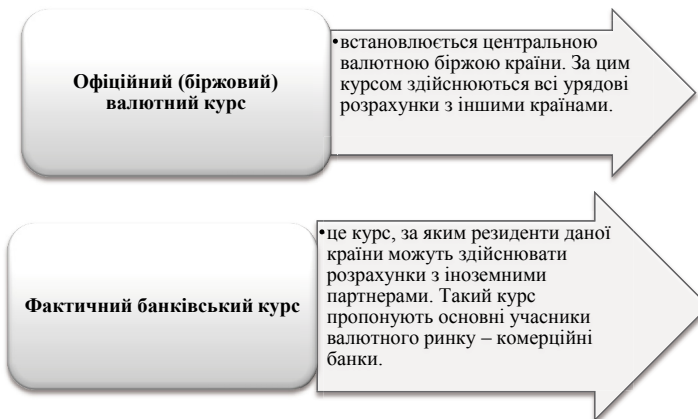 Офіційний (біржовий)
валютний курс
•встановлюється центральною
валютною біржою країни. За цим
курсом здійснюються всі урядові
розрахунки з іншими країнами.
Фактичний банківський курс
•це курс, за яким резиденти даної
країни можуть здійснювати
розрахунки з іноземними
партнерами. Такий курс
пропонують основні учасники
валютного ринку – комерційні
банки.